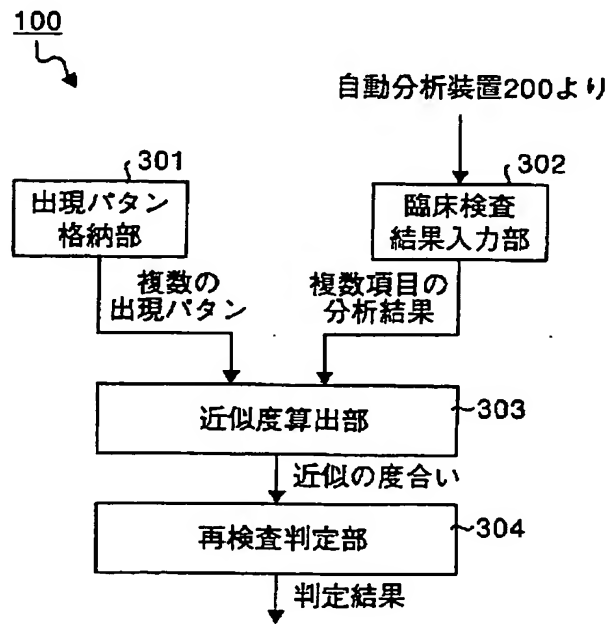 100
自動分析装置200より
301
302
出現パタン
格納部
臨床検査
結果入力部
複数の
出現パタン
複数項目の
分析結果
近似度算出部
303
近似の度合い
再検査判定部
304
判定結果